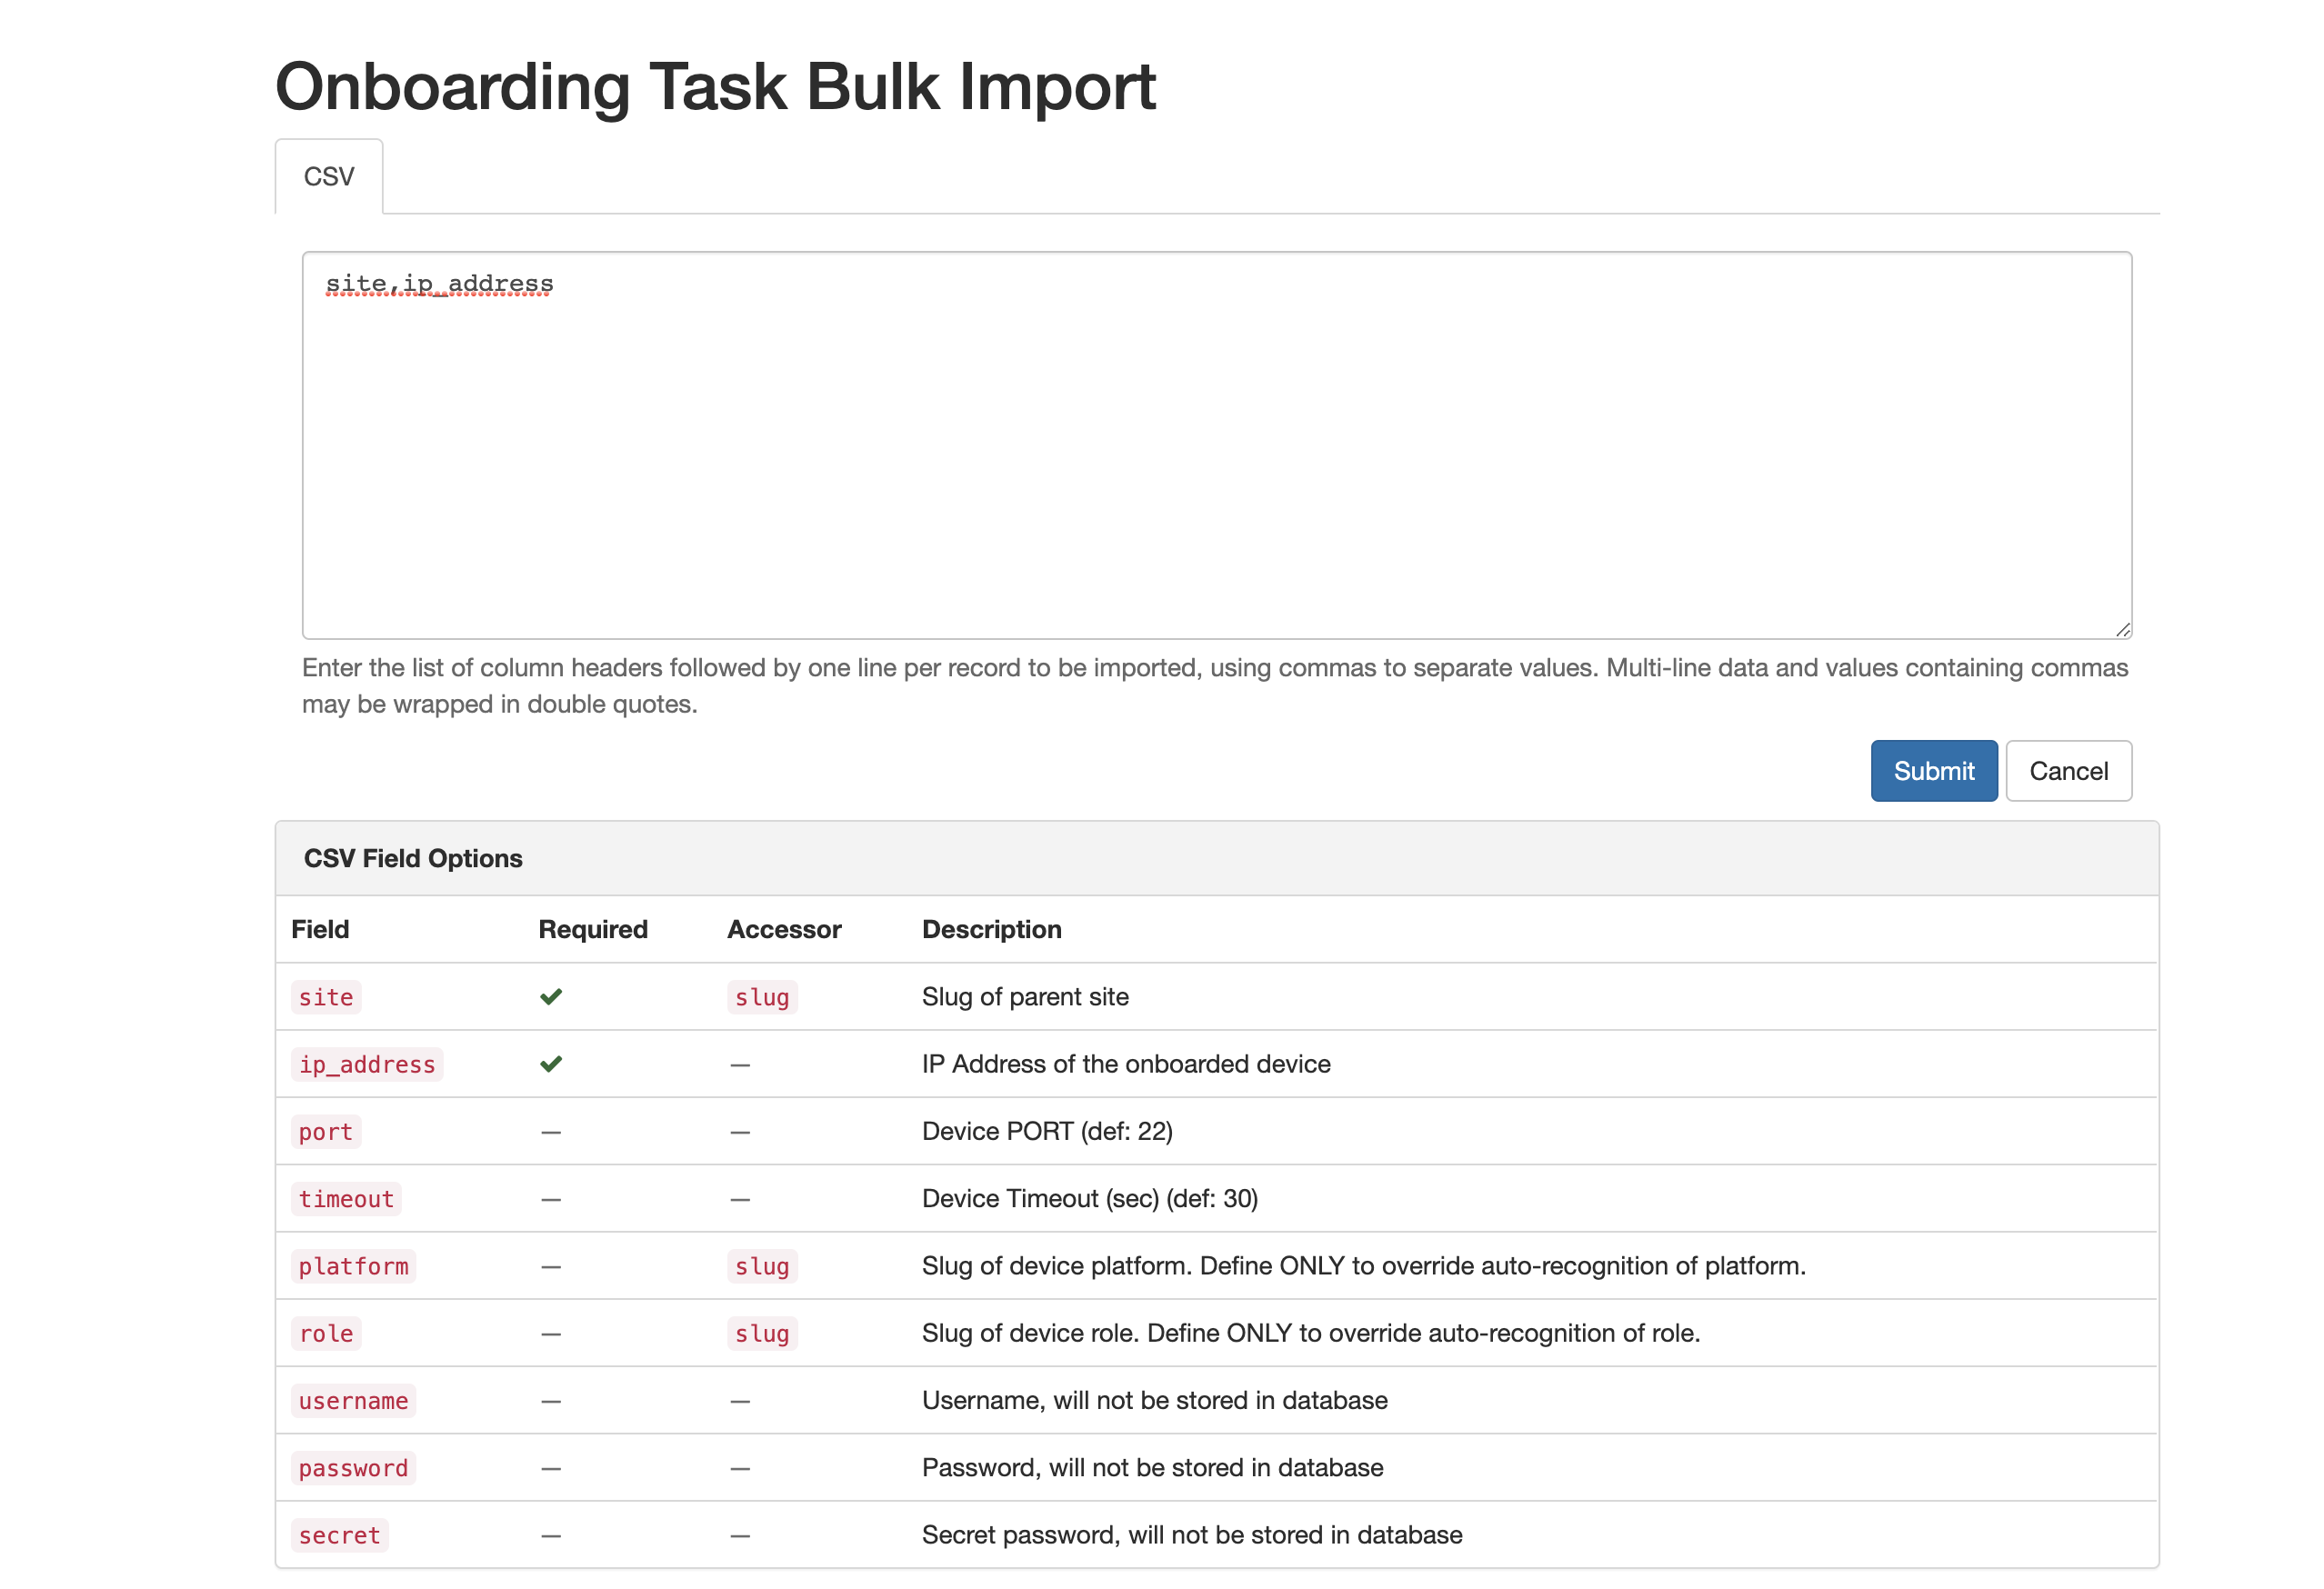 Onboarding Task Bulk Import
CSV
site,ip_address
Enter the list of column headers followed by one line per record to be imported, using commas to separate values. Multi-line data and values containing commas
may be wrapped in double quotes.
Submit Cancel
CSV Field Options
Field Required Accessor Description
site ✔ slug Slug of parent site
ip_address ✔ — IP Address of the onboarded device
port — — Device PORT (def: 22)
timeout — — Device Timeout (sec) (def: 30)
platform — slug Slug of device platform. Define ONLY to override auto-recognition of platform.
role — slug Slug of device role. Define ONLY to override auto-recognition of role.
username — — Username, will not be stored in database
password — — Password, will not be stored in database
secret — — Secret password, will not be stored in database